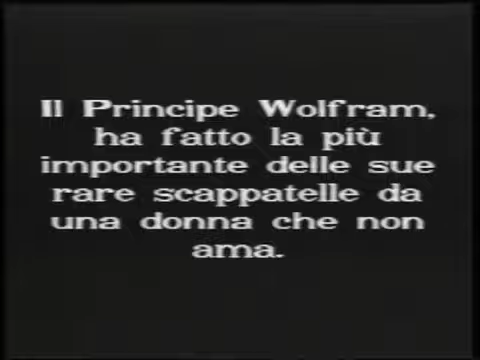 Il Principe Wolfram,
ha fatto la più
importante delle sue
rare scappatelle da
una donna che non
ama.